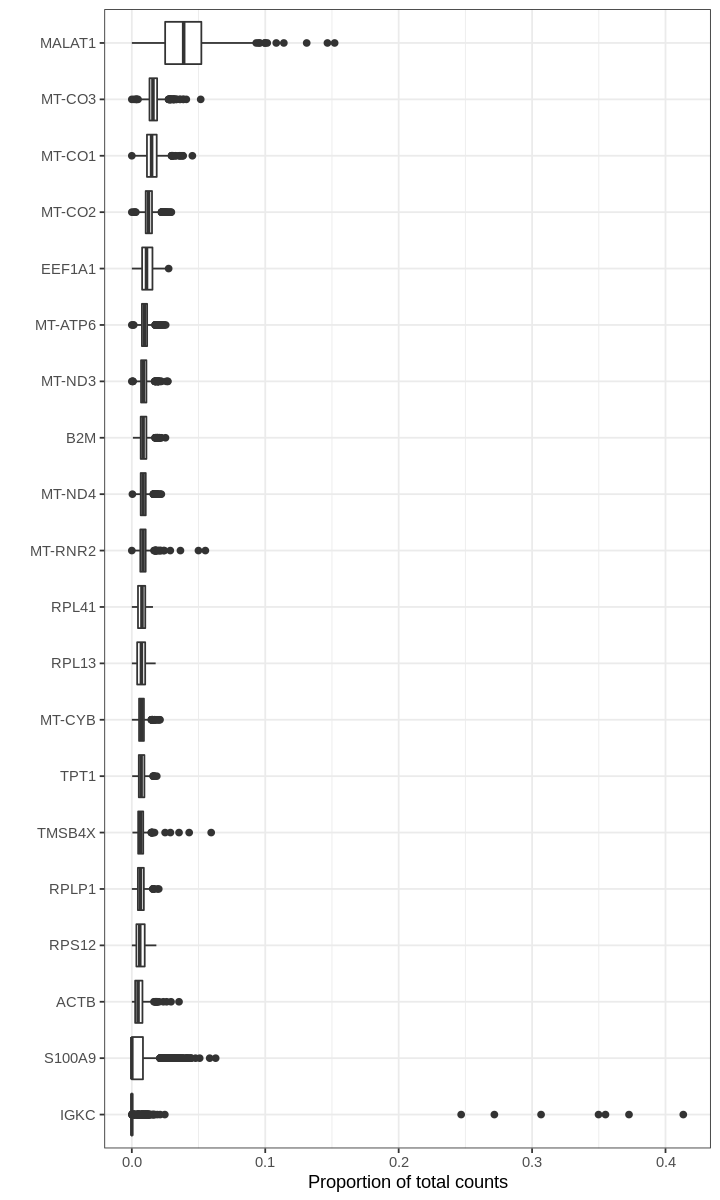 MALAT1
MT-CO3
MT-CO1
MT-CO2
EEF1A1
MT-ATP6
MT-ND3
B2M
MT-ND4
MT-RNR2
RPL41
RPL13
MT-CYB
TPT1
TMSB4X
RPLP1
RPS12
ACTB
S100A9
IGKC
0.0 0.1 0.2 0.3 0.4
Proportion of total counts